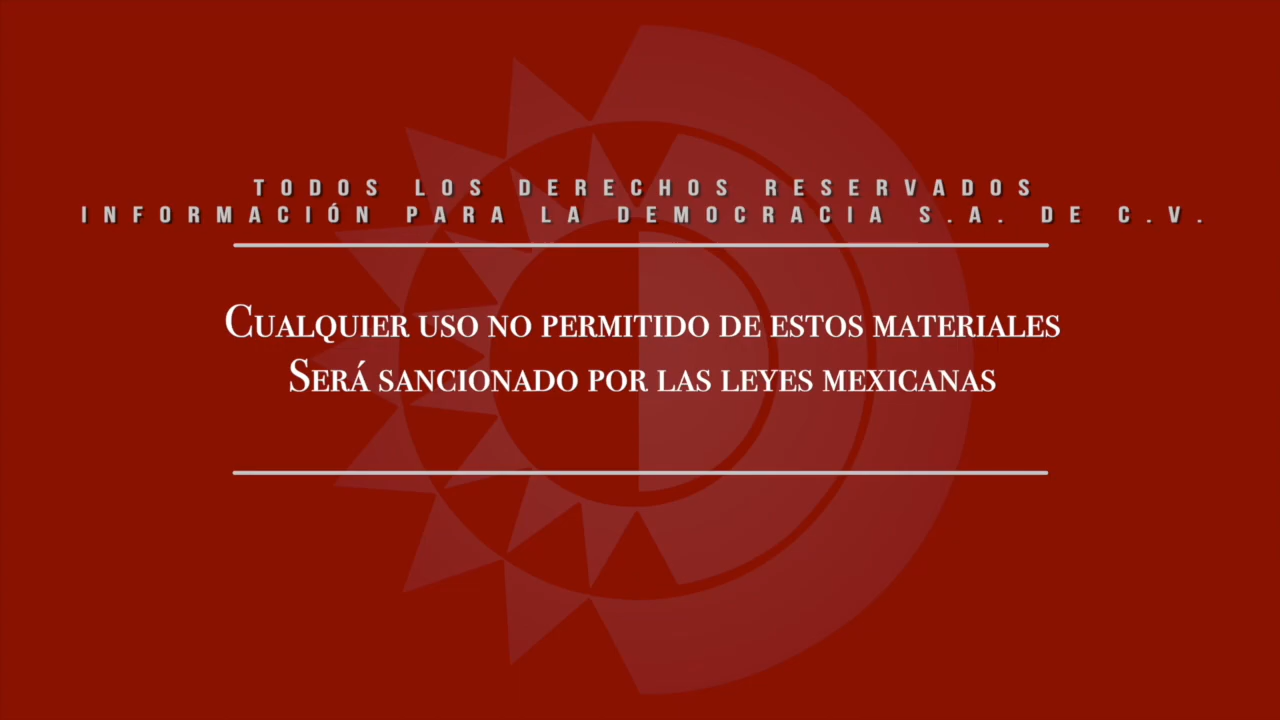 TODOS LOS DERECHOS RESERVADOS
INFORMACIÓN PARA LA DEMOCRACIA S.A. DE C.V.
CUALQUIER USO NO PERMITIDO DE ESTOS MATERIALES
SERÁ SANCIONADO POR LAS LEYES MEXICANAS